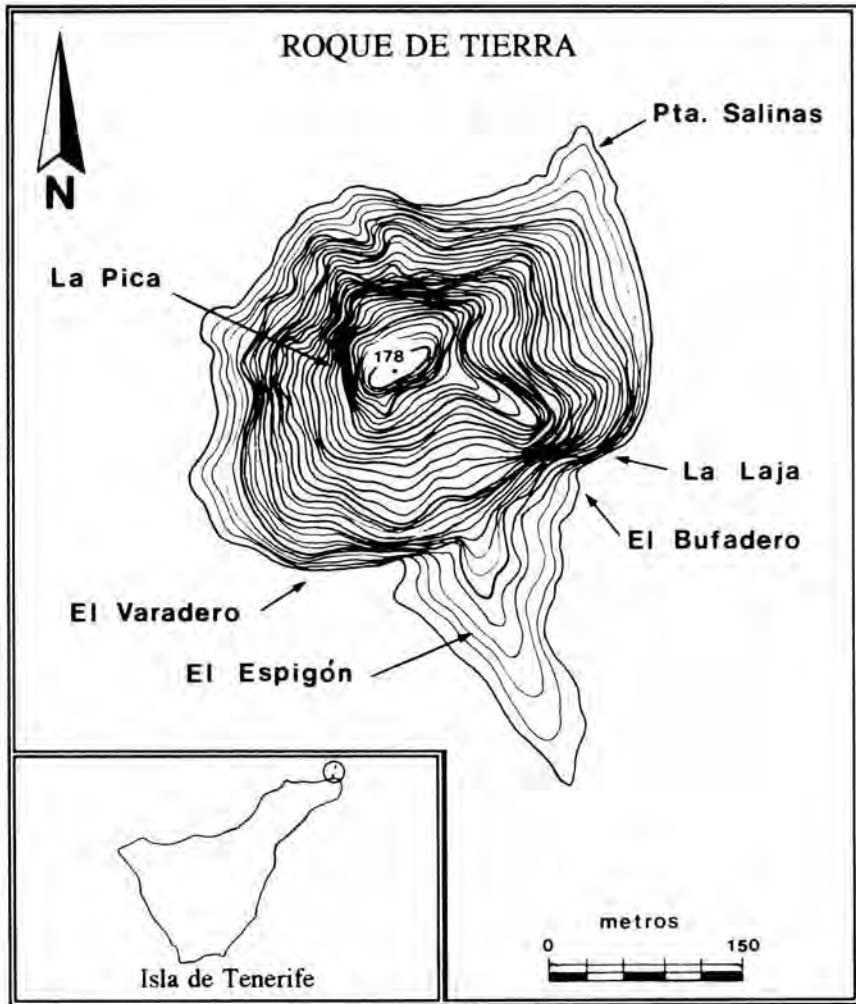 ROQUE DE TIERRA
N
Pta. Salinas
La Pica
178
La Laja
El Bufadero
El Varadero
El Espigón
Isla de Tenerife
metros
0 150